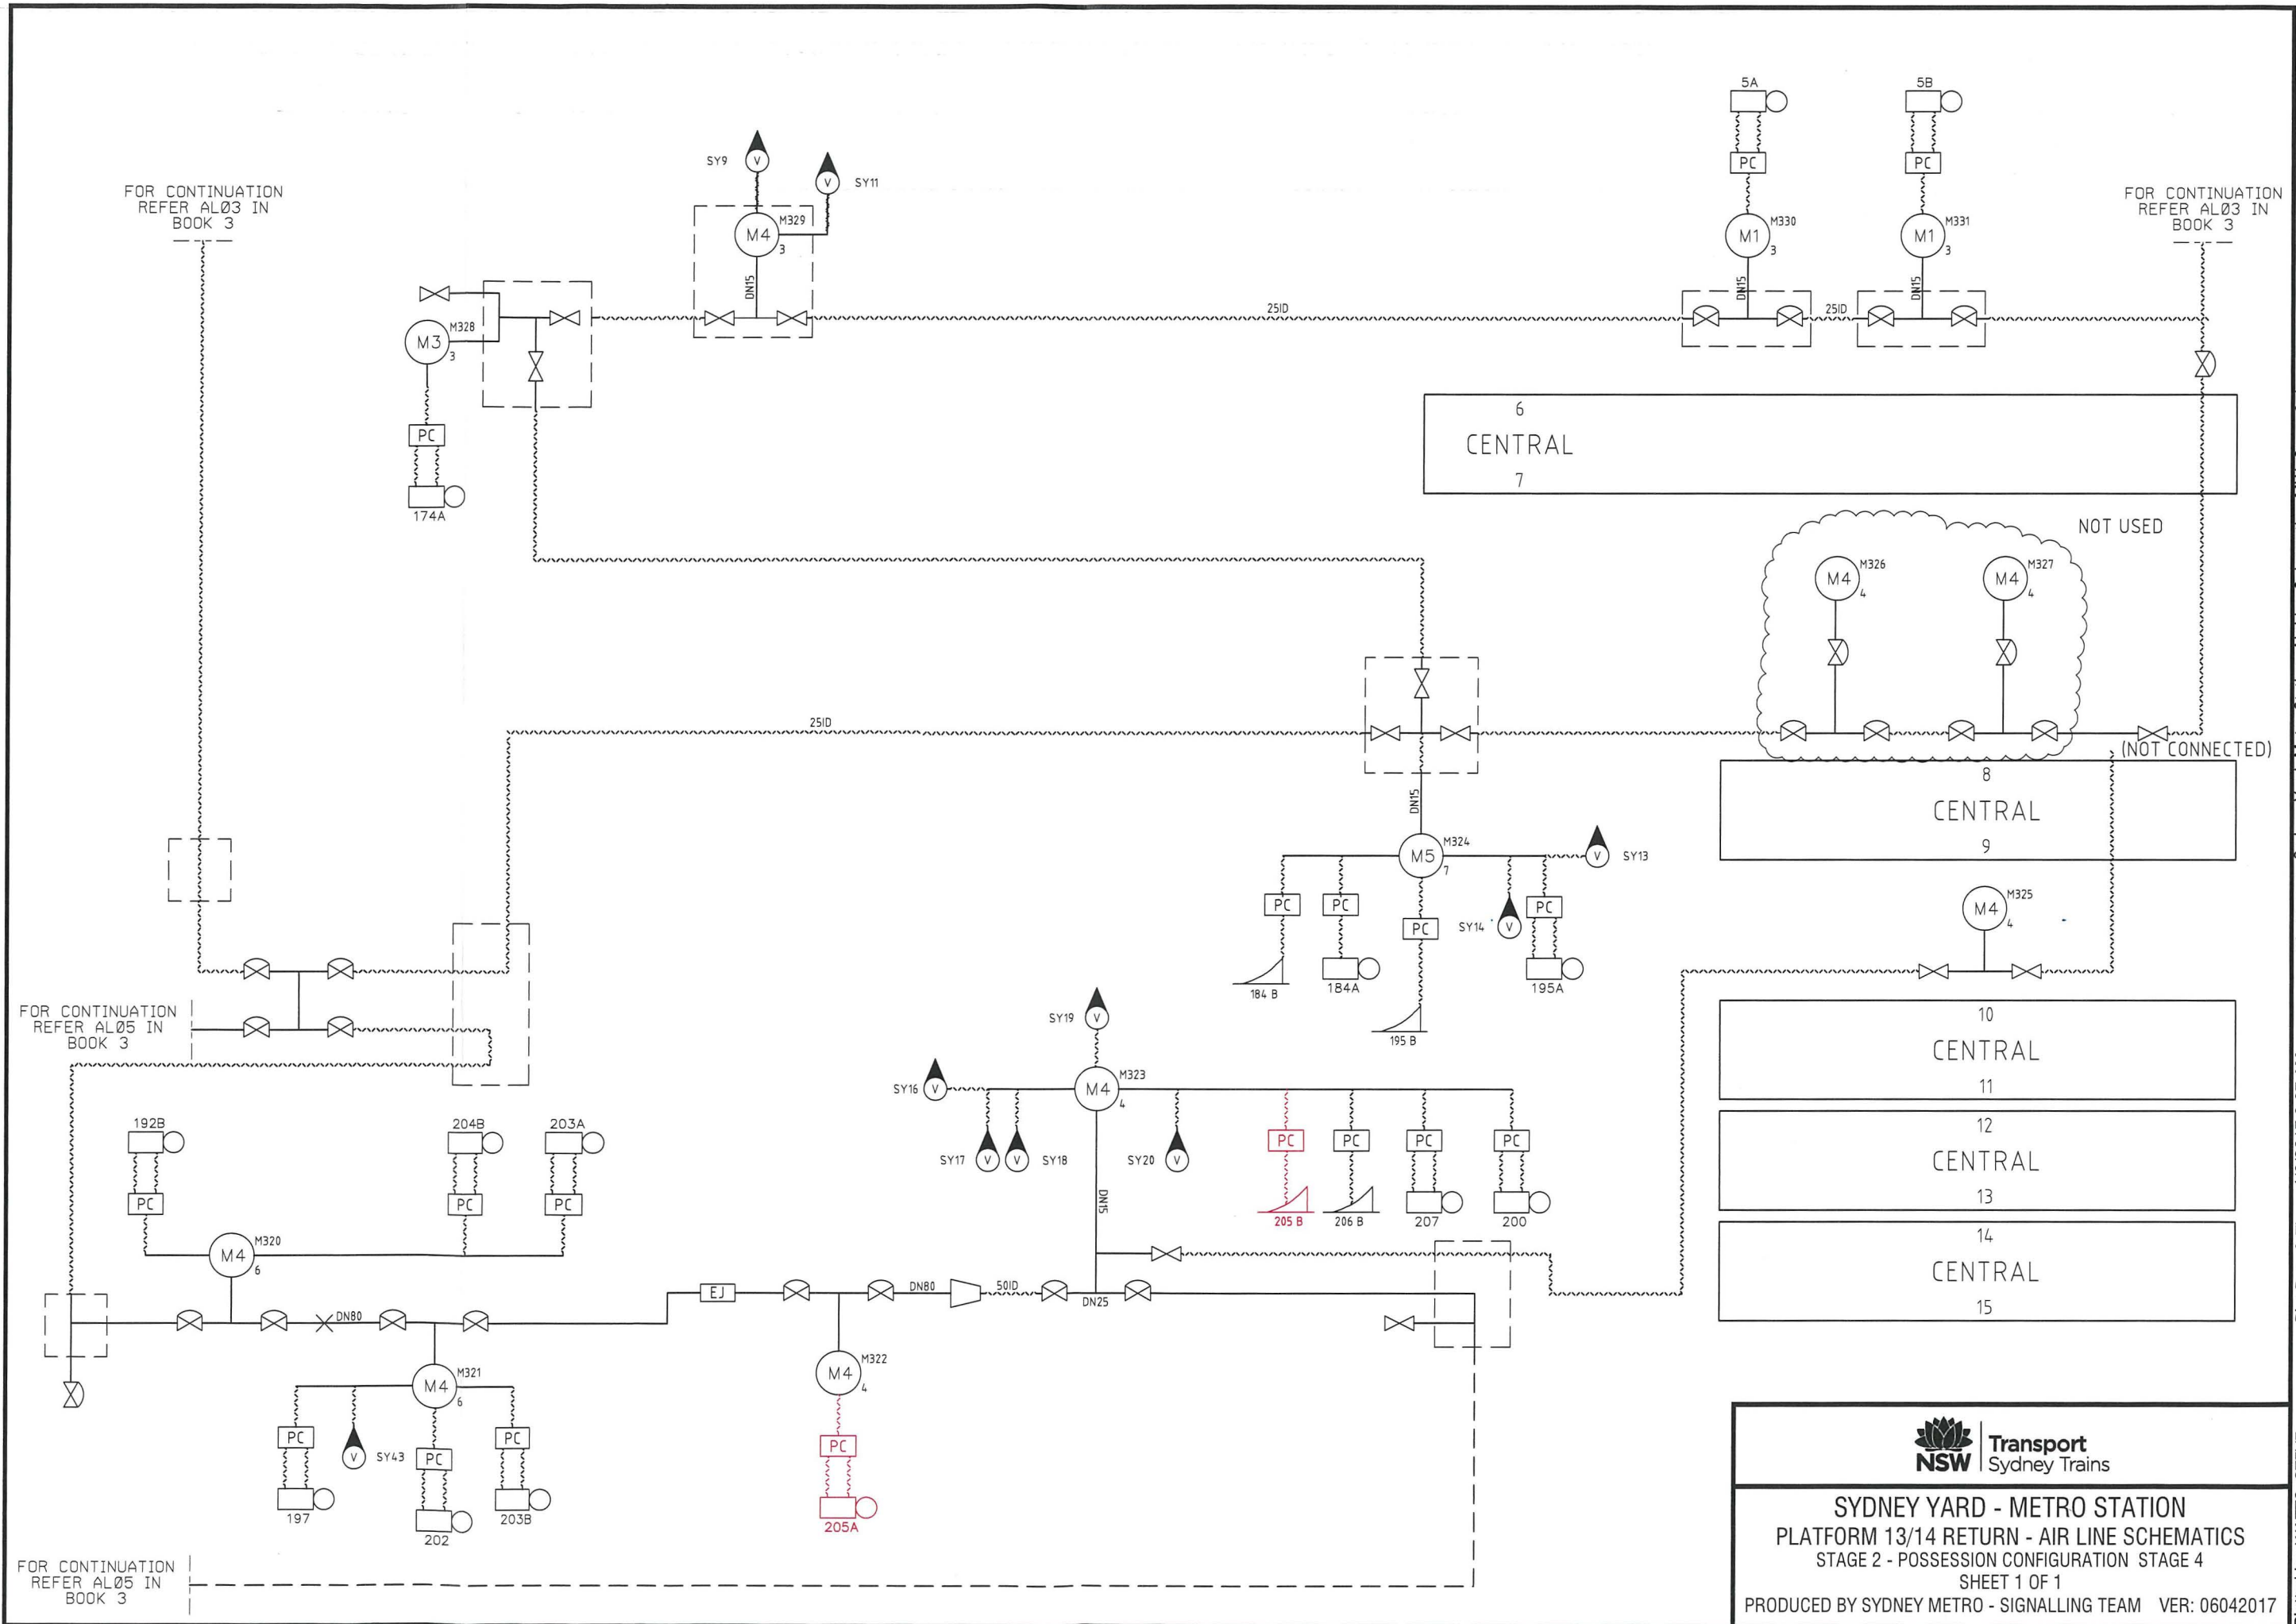 5A
5B
SY9
V
V
SY11
PC
PC
FOR CONTINUATION
REFER ALØ3 IN
BOOK 3
FOR CONTINUATION
REFER ALØ3 IN
BOOK 3
M4
M329
3
M1
M330
3
M1
M331
3
DN15
DN15
DN15
25ID
25ID
M3
M328
3
PC
174A
6
CENTRAL
7
NOT USED
M4
M326
4
M4
M327
4
25ID
(NOT CONNECTED)
8
CENTRAL
9
DN15
M5
M324
7
V
SY13
PC
PC
PC
SY14
V
PC
184 B
184A
195A
195 B
M4
M325
4
FOR CONTINUATION
REFER ALØ5 IN
BOOK 3
10
CENTRAL
11
SY19
V
SY16
V
M4
M323
4
SY17
V
V
SY18
SY20
V
PC
PC
PC
PC
205 B
206 B
207
200
12
CENTRAL
13
192B
204B
203A
PC
PC
PC
M4
M320
6
DN15
14
CENTRAL
15
EJ
DN80
50ID
DN25
DN80
M4
M321
6
M4
M322
4
PC
V
SY43
PC
PC
PC
197
202
203B
205A
FOR CONTINUATION
REFER ALØ5 IN
BOOK 3
NSW
Transport
Sydney Trains
SYDNEY YARD - METRO STATION
PLATFORM 13/14 RETURN - AIR LINE SCHEMATICS
STAGE 2 - POSSESSION CONFIGURATION STAGE 4
SHEET 1 OF 1
PRODUCED BY SYDNEY METRO - SIGNALLING TEAM VER: 06042017